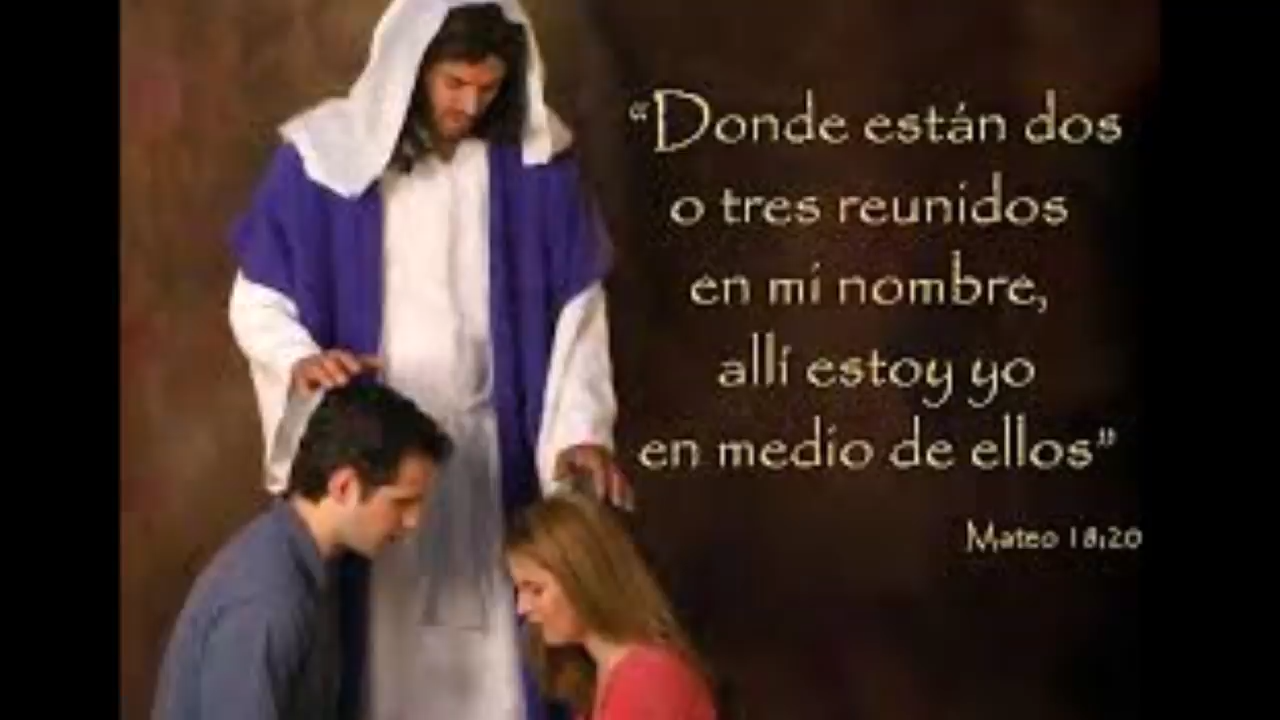 “Donde están dos
o tres reunidos
en mi nombre,
allí estoy yo
en medio de ellos”
Mateo 18:20